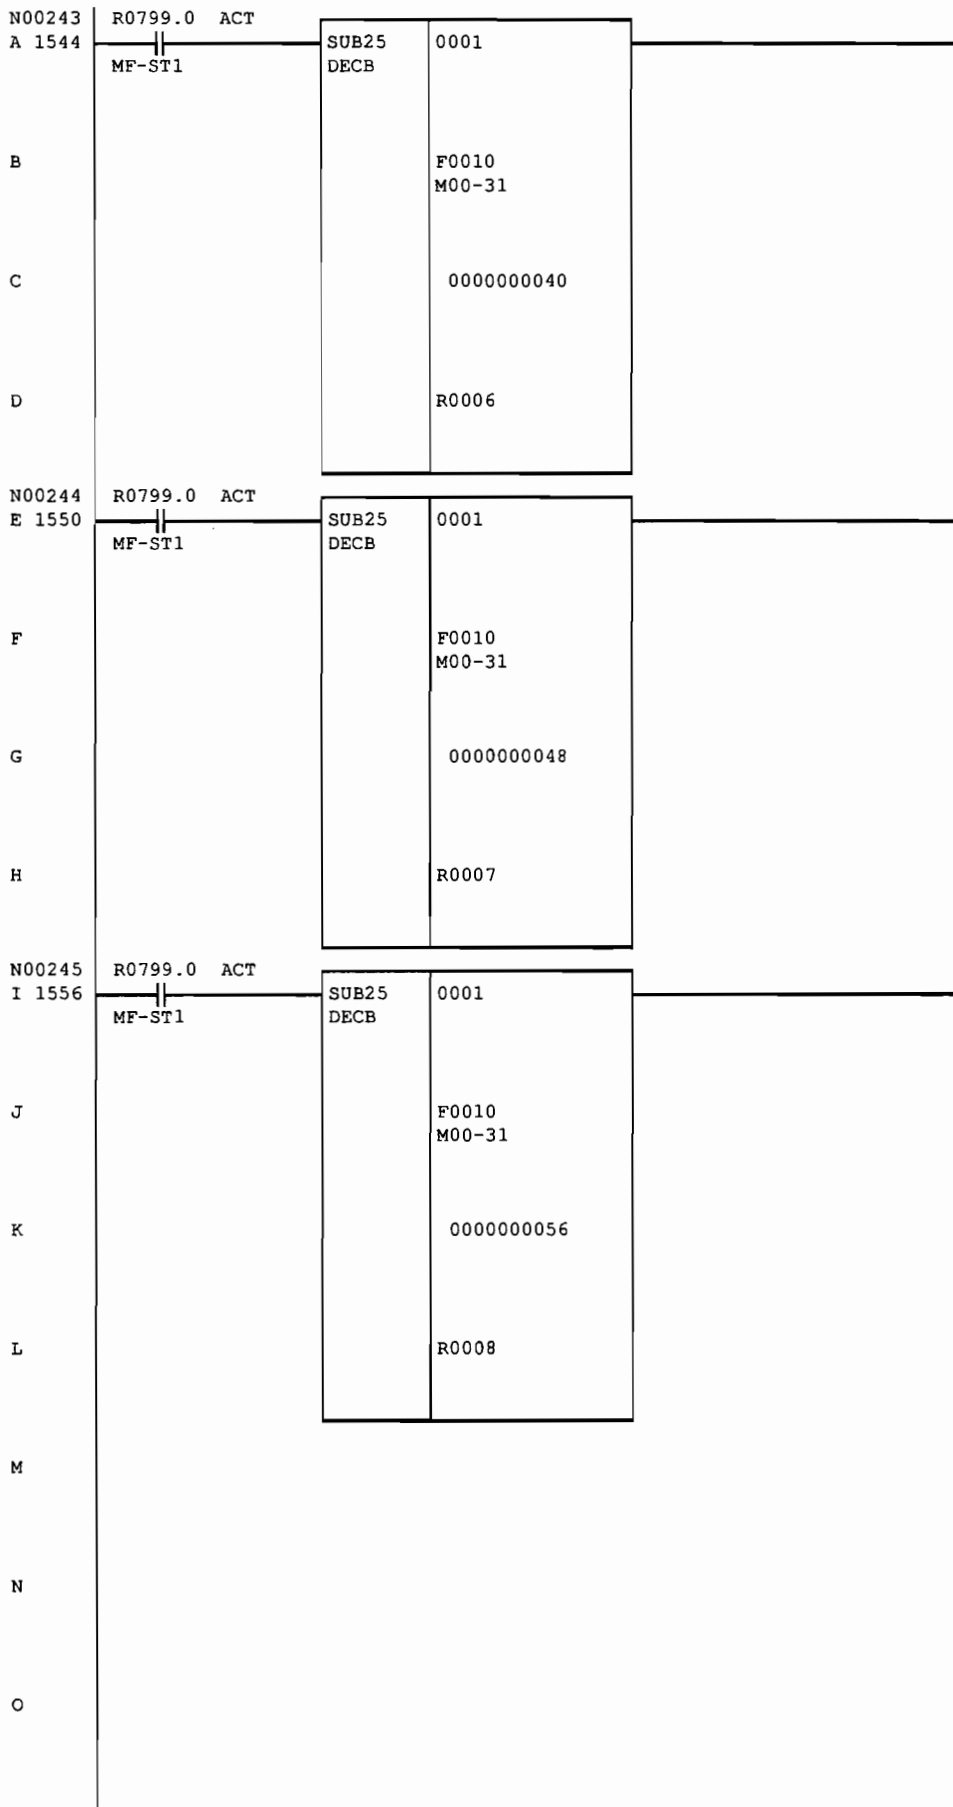 N00243 R0799.0 ACT
A 1544 SUB25 0001
MF-ST1 DECB
B F0010
M00-31
C 0000000040
D R0006
N00244 R0799.0 ACT
E 1550 SUB25 0001
MF-ST1 DECB
F F0010
M00-31
G 0000000048
H R0007
N00245 R0799.0 ACT
I 1556 SUB25 0001
MF-ST1 DECB
J F0010
M00-31
K 0000000056
L R0008
M
N
O